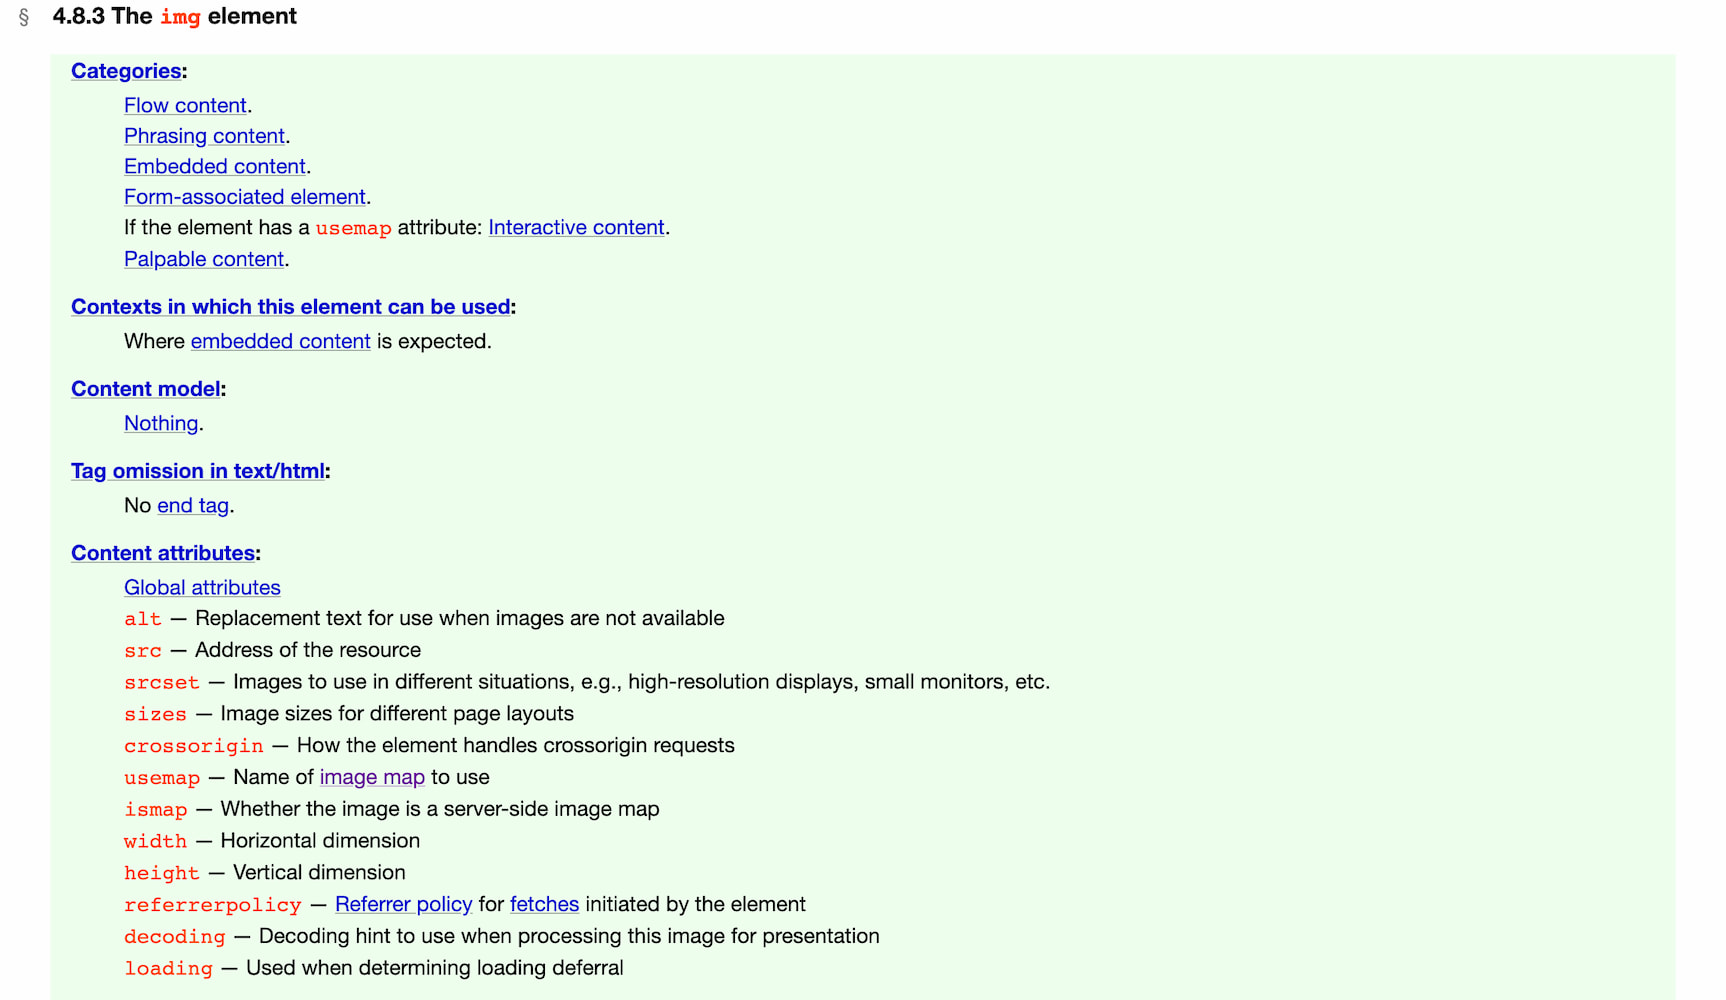 § 4.8.3 The img element
Categories:
Flow content.
Phrasing content.
Embedded content.
Form-associated element.
If the element has a usemap attribute: Interactive content.
Palpable content.
Contexts in which this element can be used:
Where embedded content is expected.
Content model:
Nothing.
Tag omission in text/html:
No end tag.
Content attributes:
Global attributes
alt — Replacement text for use when images are not available
src — Address of the resource
srcset — Images to use in different situations, e.g., high-resolution displays, small monitors, etc.
sizes — Image sizes for different page layouts
crossorigin — How the element handles crossorigin requests
usemap — Name of image map to use
ismap — Whether the image is a server-side image map
width — Horizontal dimension
height — Vertical dimension
referrerpolicy — Referrer policy for fetches initiated by the element
decoding — Decoding hint to use when processing this image for presentation
loading — Used when determining loading deferral